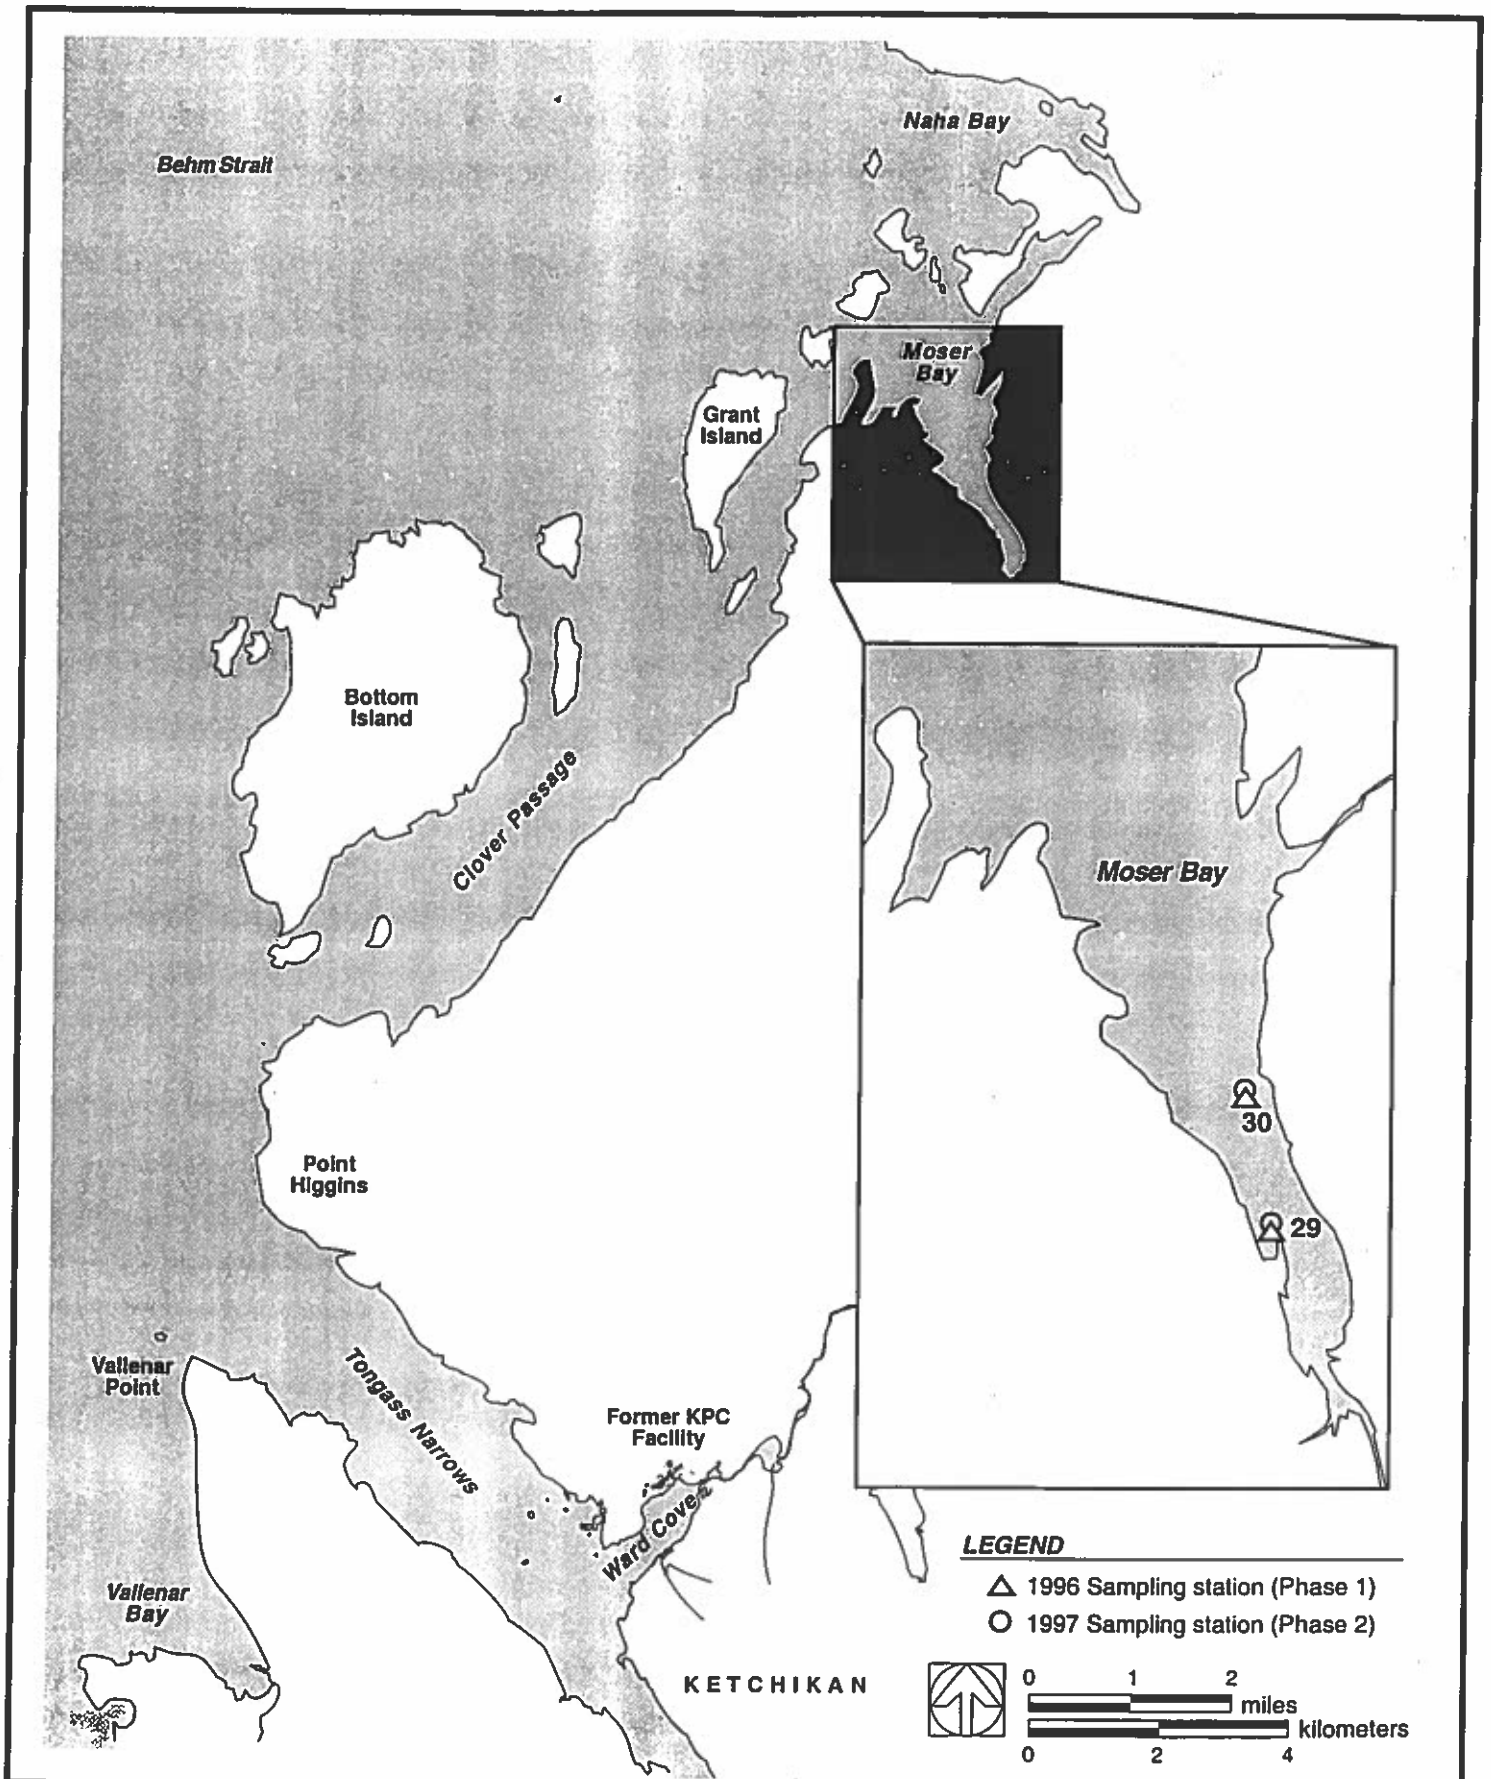 Naha Bay
Behm Strait
Moser
Bay
Grant
Island
Bottom
Island
Clover Passage
Moser Bay
30
Point
Higgins
29
Vallenar
Point
Tongass Narrows
Former KPC
Facility
Ward Cove
Vallenar
Bay
KETCHIKAN
LEGEND
1996 Sampling station (Phase 1)
1997 Sampling station (Phase 2)
0 1 2
miles
kilometers
0 2 4